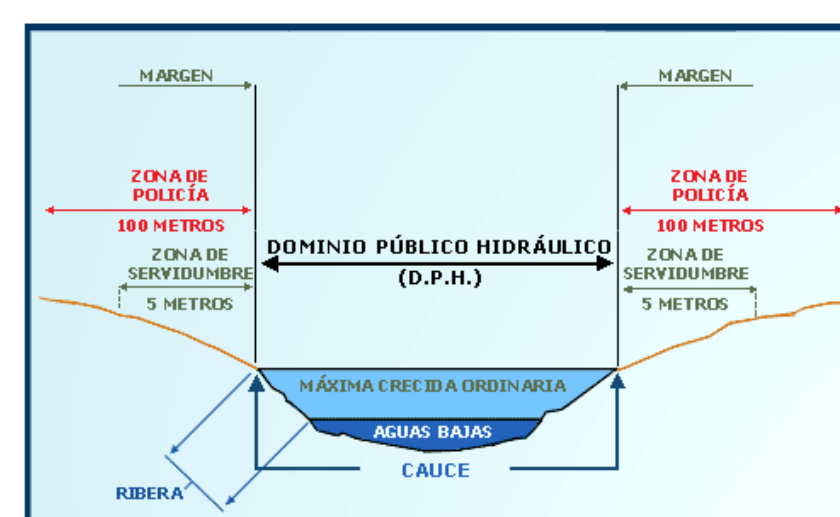 MARGEN
MARGEN
ZONA DE
POLICÍA
100 METROS
ZONA DE
POLICÍA
100 METROS
DOMINIO PÚBLICO HIDRÁULICO
(D.P.H.)
ZONA DE
SERVIDUMBRE
5 METROS
ZONA DE
SERVIDUMBRE
5 METROS
MÁXIMA CRECIDA ORDINARIA
AGUAS BAJAS
CAUCE
RIBERA